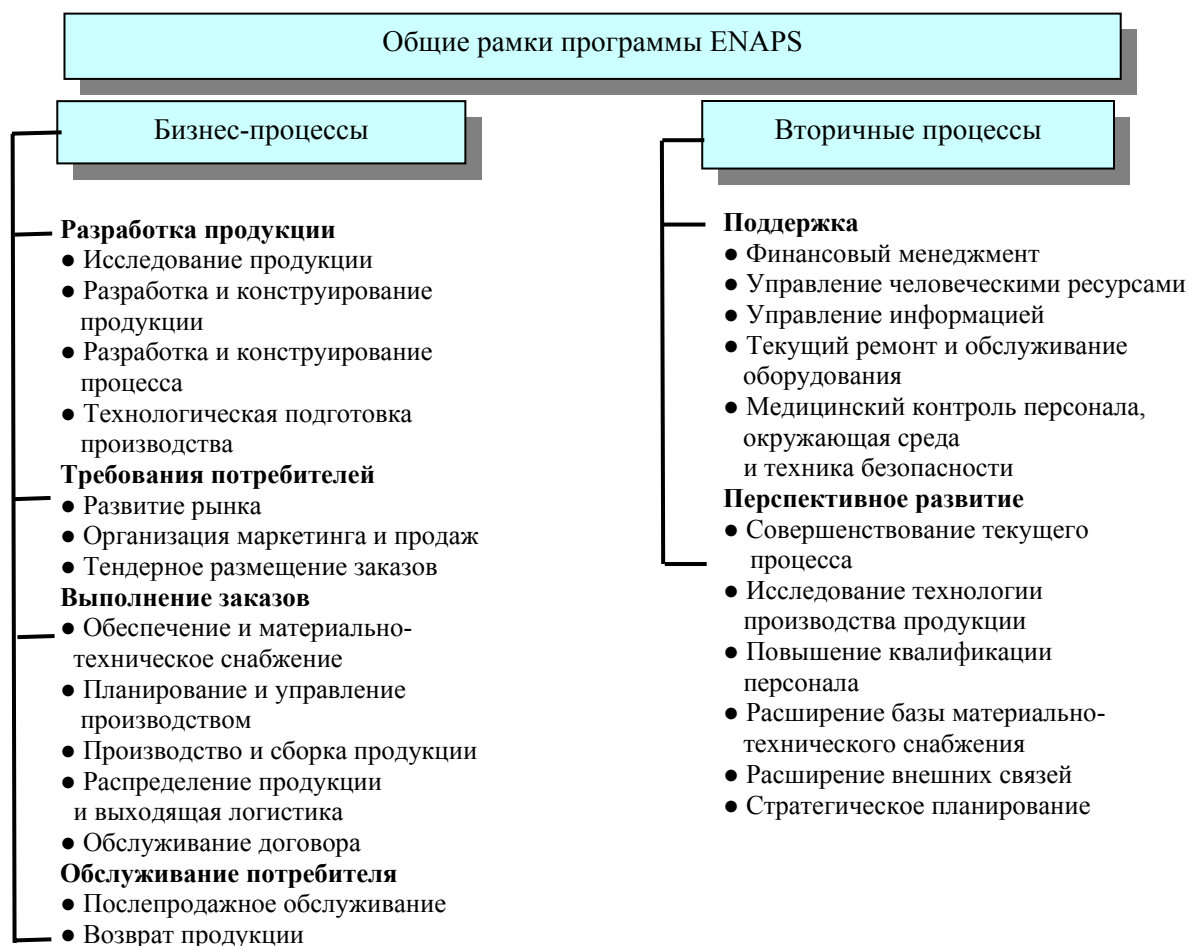 Общие рамки программы ENAPS
Бизнес-процессы
Разработка продукции
● Исследование продукции
● Разработка и конструирование
продукции
● Разработка и конструирование
процесса
● Технологическая подготовка
производства
Требования потребителей
● Развитие рынка
● Организация маркетинга и продаж
● Тендерное размещение заказов
Выполнение заказов
● Обеспечение и материально-
техническое снабжение
● Планирование и управление
производством
● Производство и сборка продукции
● Распределение продукции
и выходящая логистика
● Обслуживание договора
Обслуживание потребителя
● Послепродажное обслуживание
● Возврат продукции
Вторичные процессы
Поддержка
● Финансовый менеджмент
● Управление человеческими ресурсами
● Управление информацией
● Текущий ремонт и обслуживание
оборудования
● Медицинский контроль персонала,
окружающая среда
и техника безопасности
Перспективное развитие
● Совершенствование текущего
процесса
● Исследование технологии
производства продукции
● Повышение квалификации
персонала
● Расширение базы материально-
технического снабжения
● Расширение внешних связей
● Стратегическое планирование